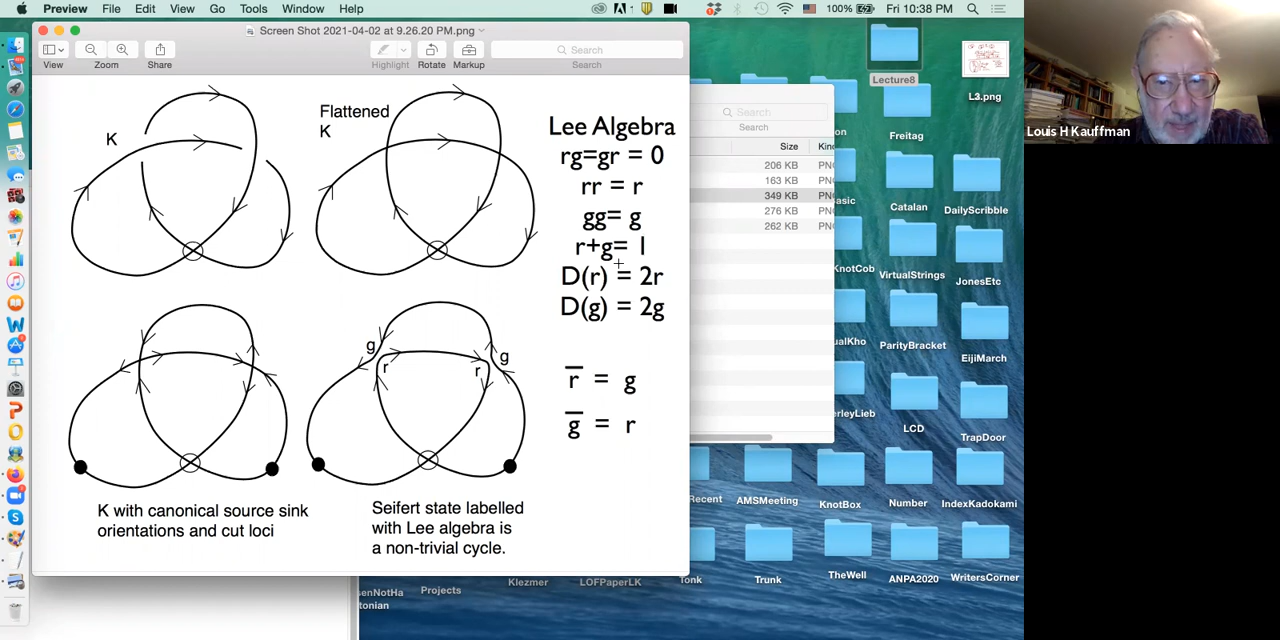 Preview File Edit View Go Tools Window Help
100% Fri 10:38 PM
Screen Shot 2021-04-02 at 9.26.20 PM.png
View Zoom Share Highlight Rotate Markup Search
Search
K
Flattened
K
Lee Algebra
rg=gr = 0
rr = r
gg= g
r+g= 1
D(r) = 2r
D(g) = 2g
r̅ = g
g̅ = r
g
r
r
g
K with canonical source sink
orientations and cut loci
Seifert state labelled
with Lee algebra is
a non-trivial cycle.
Search
Search
Size
206 KB
163 KB
349 KB
276 KB
262 KB
Lecture8
L3.png
Freitag
Catalan
DailyScribble
VirtualStrings
JonesEtc
ParityBracket
EijiMarch
LCD
TrapDoor
Recent
AMSMeeting
KnotBox
Number
IndexKadokami
Klezmer
LOFPaperLK
Tonk
Trunk
TheWell
ANPA2020
WritersCorner
Projects
Louis H Kauffman